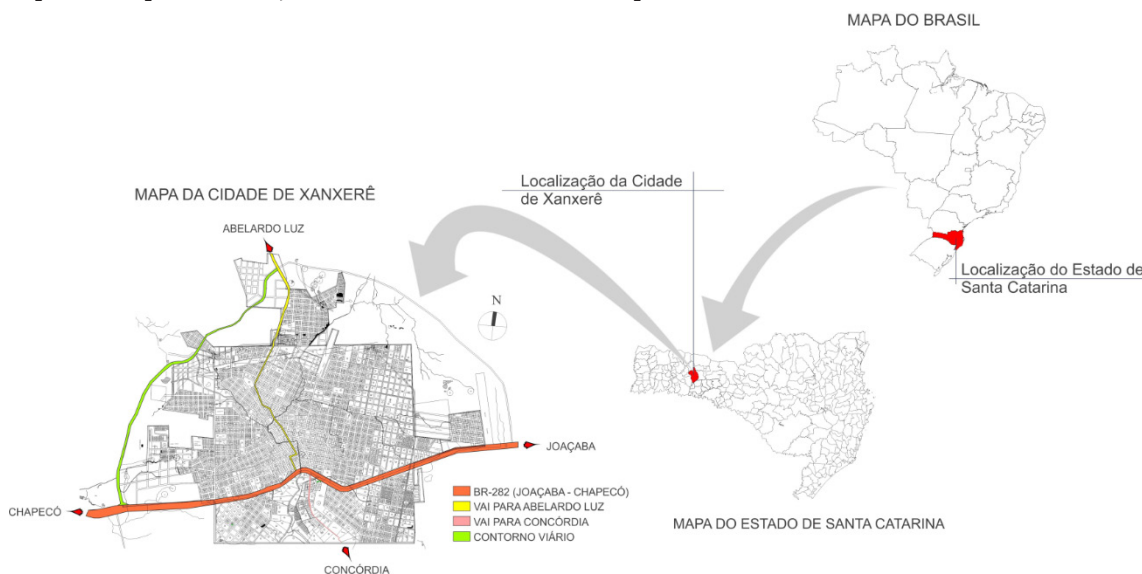 MAPA DO BRASIL
Localização da Cidade
de Xanxerê
MAPA DA CIDADE DE XANXERÊ
ABELARDO LUZ
Localização do Estado de
Santa Catarina
N
JOAÇABA
BR-282 (JOAÇABA - CHAPECÓ)
VAI PARA ABELARDO LUZ
VAI PARA CONCÓRDIA
CONTORNO VIÁRIO
CHAPECÓ
MAPA DO ESTADO DE SANTA CATARINA
CONCÓRDIA